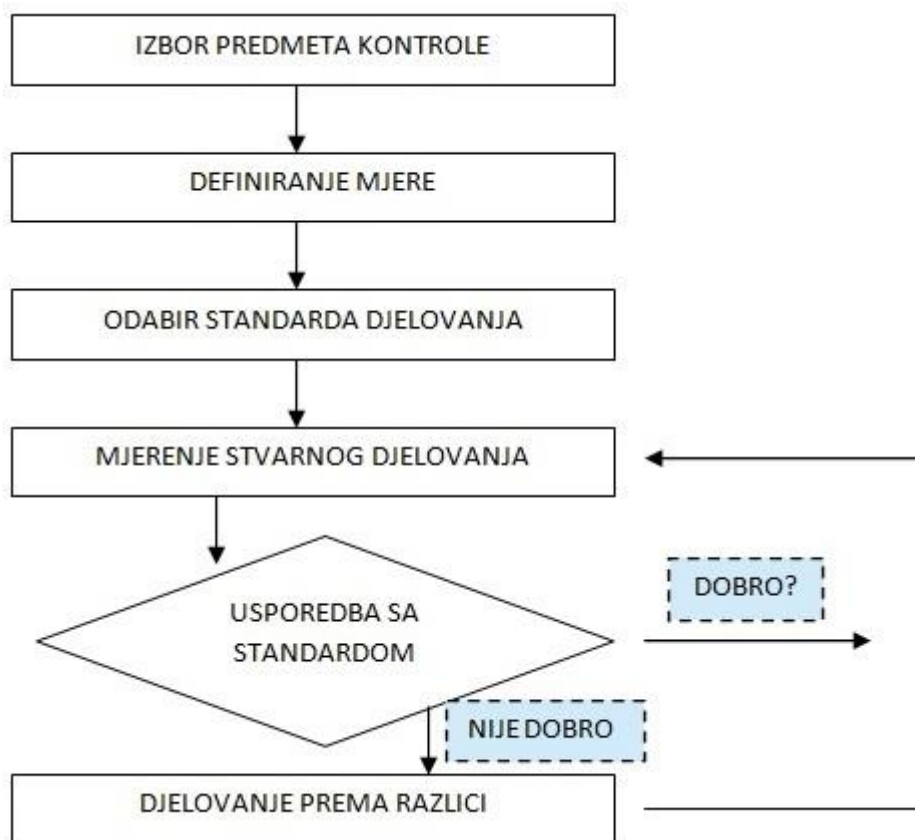 IZBOR PREDMETA KONTROLE
DEFINIRANJE MJERE
ODABIR STANDARDA DJELOVANJA
MJERENJE STVARNOG DJELOVANJA
DOBRO?
USPOREDBA SA
STANDARDOM
NIJE DOBRO
DJELOVANJE PREMA RAZLICI